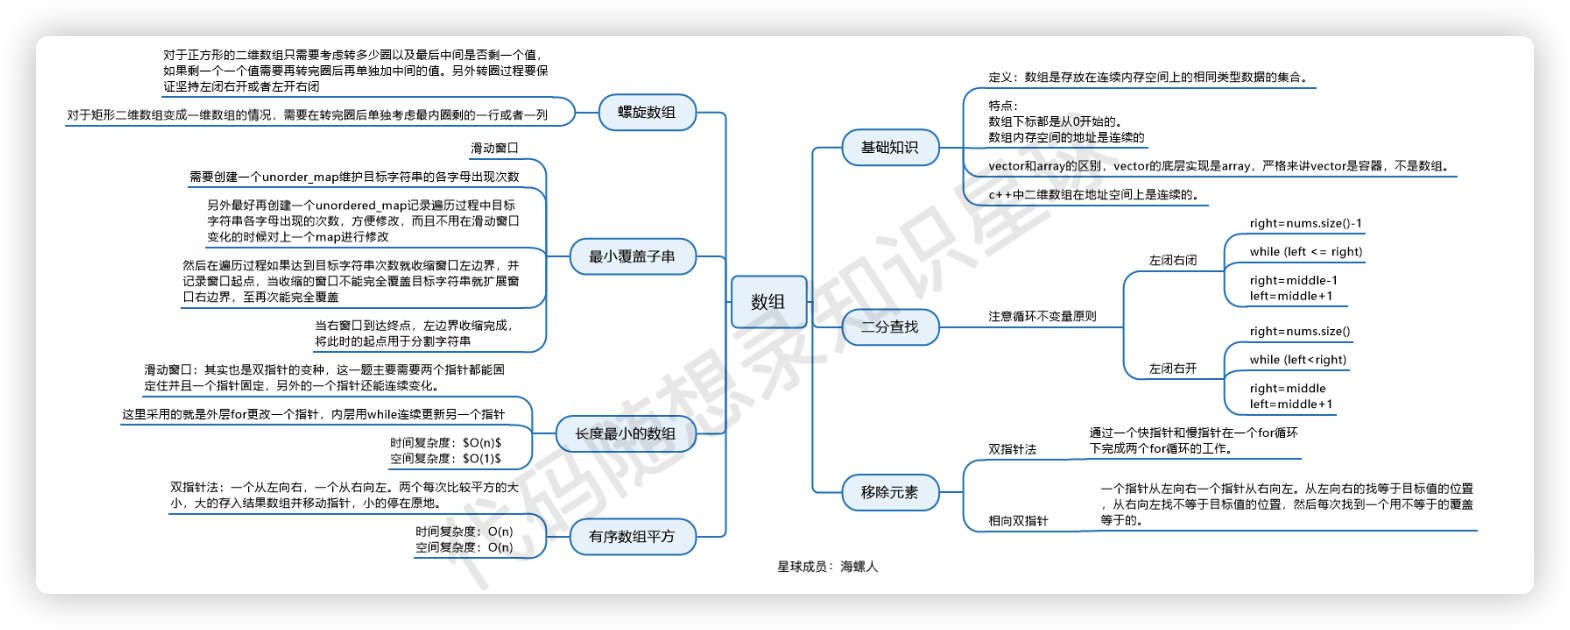 数组
螺旋数组
对于正方形的二维数组只需要考虑转多少圈以及最后中间是否剩一个值，
如果剩一个一个值需要再转完圈后再单独加中间的值。另外转圈过程要保
证坚持左闭右开或者左开右闭
对于矩形二维数组变成一维数组的情况，需要在转完圈后单独考虑最内圈剩的一行或者一列
最小覆盖子串
滑动窗口
需要创建一个unorder_map维护目标字符串的各字母出现次数
另外最好再创建一个unordered_map记录遍历过程中目标
字符串各字母出现的次数，方便修改，而且不用在滑动窗口
变化的时候对上一个map进行修改
然后在遍历过程如果达到目标字符串次数就收缩窗口左边界，并
记录窗口起点，当收缩的窗口不能完全覆盖目标字符串就扩展窗
口右边界，至再次能完全覆盖
当右窗口到达终点，左边界收缩完成，
将此时的起点用于分割字符串
长度最小的数组
滑动窗口：其实也是双指针的变种，这一题主要需要两个指针都能固
定住并且一个指针固定，另外的一个指针还能连续变化。
这里采用的就是外层for更改一个指针，内层用while连续更新另一个指针
时间复杂度：$O(n)$
空间复杂度：$O(1)$
有序数组平方
双指针法：一个从左向右，一个从右向左。两个每次比较平方的大
小，大的存入结果数组并移动指针，小的停在原地。
时间复杂度：O(n)
空间复杂度：O(n)
基础知识
定义：数组是存放在连续内存空间上的相同类型数据的集合。
特点：
数组下标都是从0开始的。
数组内存空间的地址是连续的
vector和array的区别，vector的底层实现是array，严格来讲vector是容器，不是数组。
c++中二维数组在地址空间上是连续的。
二分查找
注意循环不变量原则
左闭右闭
right=nums.size()-1
while (left <= right)
right=middle-1
left=middle+1
左闭右开
right=nums.size()
while (left<right)
right=middle
left=middle+1
移除元素
双指针法
通过一个快指针和慢指针在一个for循环
下完成两个for循环的工作。
相向双指针
一个指针从左向右一个指针从右向左。从左向右的找等于目标值的位置
，从右向左找不等于目标值的位置，然后每次找到一个用不等于的覆盖
等于的。
星球成员：海螺人
代码随想录知识星球